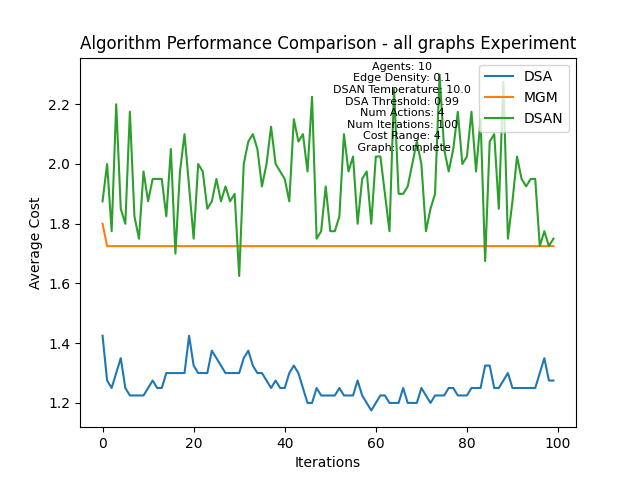 Algorithm Performance Comparison - all graphs Experiment
Agents: 10
Edge Density: 0.1
DSAN Temperature: 10.0
DSA Threshold: 0.99
Num Actions: 4
Num Iterations: 100
Cost Range: 4
Graph: complete
DSA
MGM
DSAN
Average Cost
2.2
2.0
1.8
1.6
1.4
1.2
0
20
40
60
80
100
Iterations